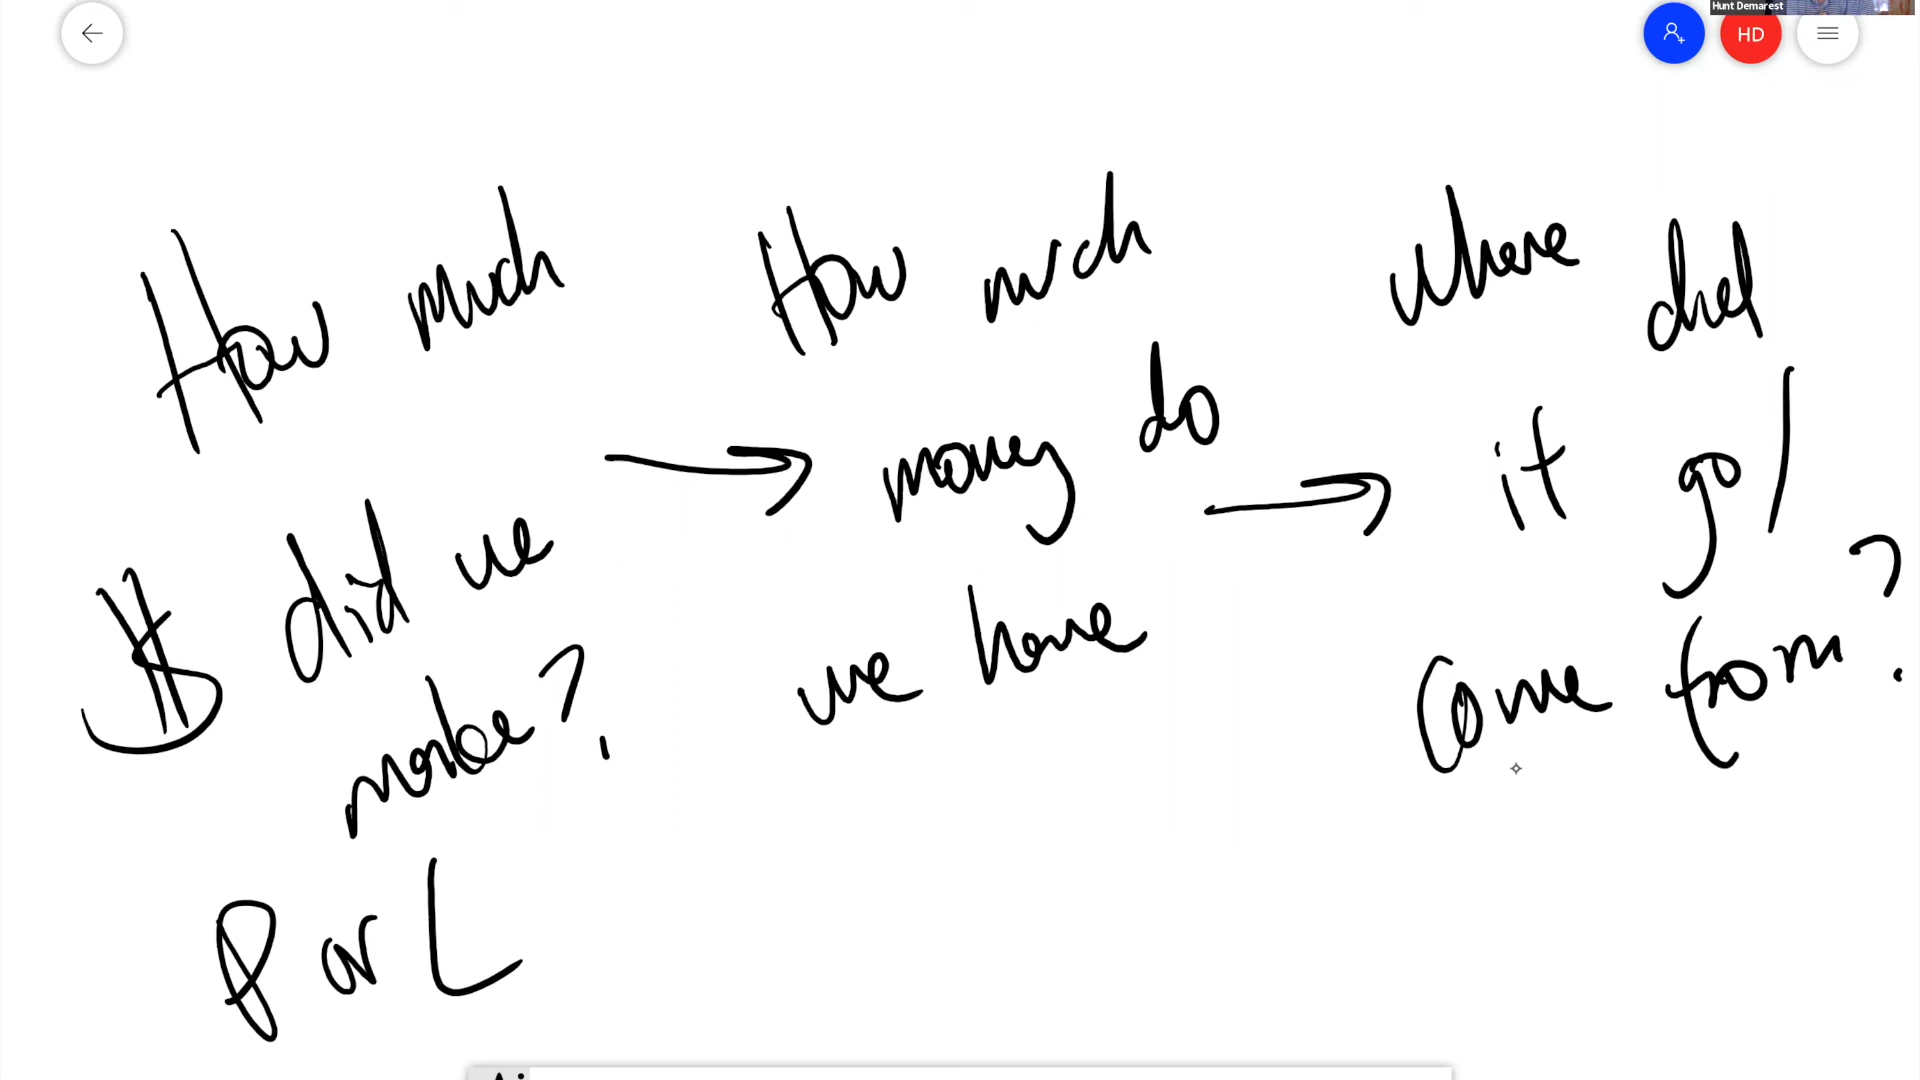 Hunt Demarest
HD
How much
$ did we
make?
P or L
How much
money do
we have
where did
it go/
come from?